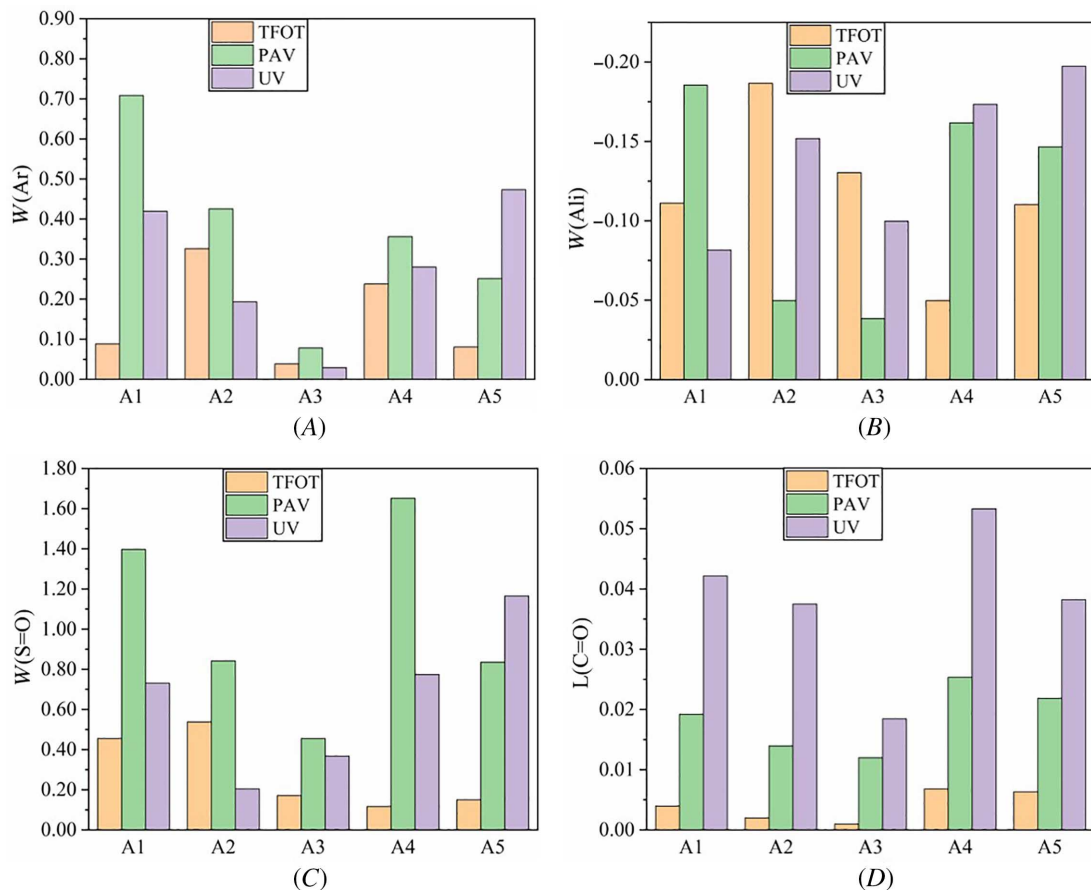 0.90
0.80
0.70
0.60
0.50
0.40
0.30
0.20
0.10
0.00
W(Ar)
TFOT
PAV
UV
A1 A2 A3 A4 A5
(A)
−0.20
−0.15
−0.10
−0.05
0.00
W(Ali)
TFOT
PAV
UV
A1 A2 A3 A4 A5
(B)
1.80
1.60
1.40
1.20
1.00
0.80
0.60
0.40
0.20
0.00
W(S=O)
TFOT
PAV
UV
A1 A2 A3 A4 A5
(C)
0.06
0.05
0.04
0.03
0.02
0.01
0.00
L(C=O)
TFOT
PAV
UV
A1 A2 A3 A4 A5
(D)